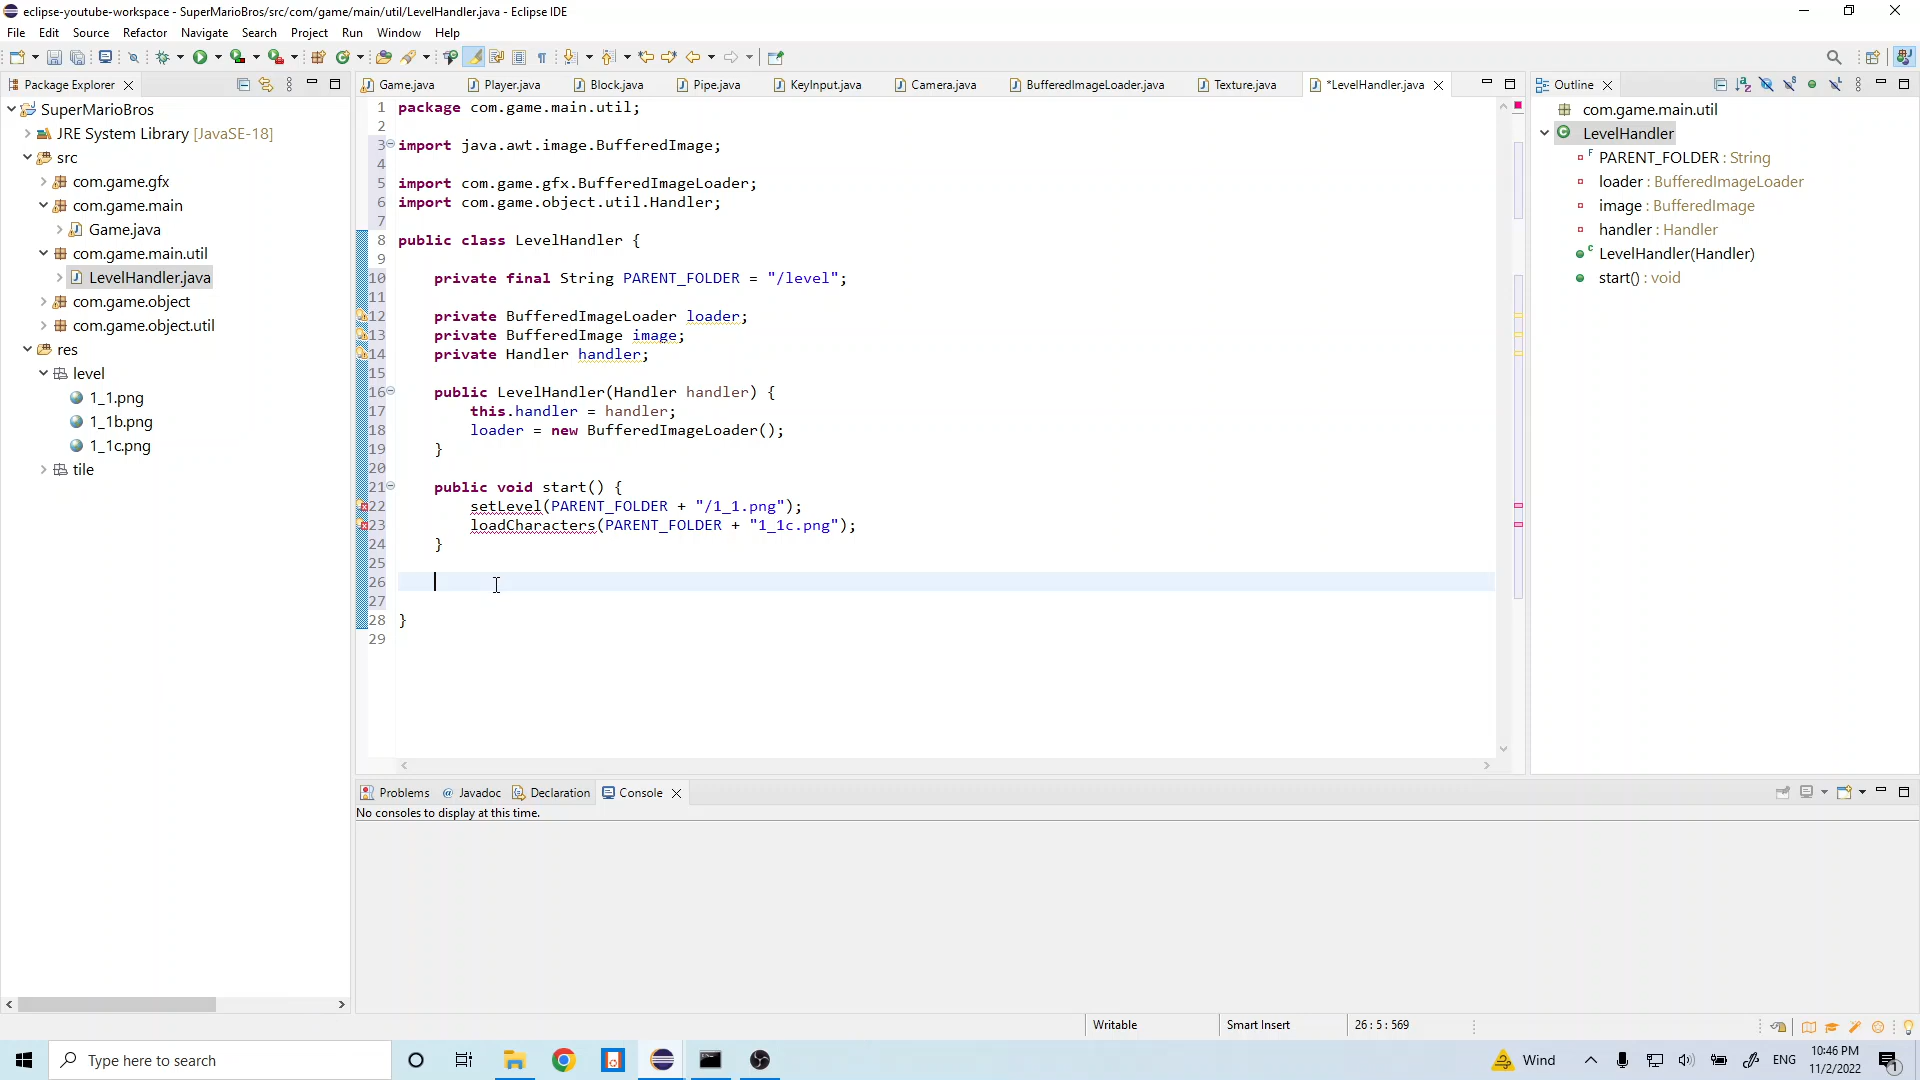 eclipse-youtube-workspace - SuperMarioBros/src/com/game/main/util/LevelHandler.java - Eclipse IDE
File Edit Source Refactor Navigate Search Project Run Window Help
Package Explorer
Game.java Player.java Block.java Pipe.java KeyInput.java Camera.java BufferedImageLoader.java Texture.java *LevelHandler.java
Outline
SuperMarioBros
JRE System Library [JavaSE-18]
src
com.game.gfx
com.game.main
Game.java
com.game.main.util
LevelHandler.java
com.game.object
com.game.object.util
res
level
1_1.png
1_1b.png
1_1c.png
tile
1 package com.game.main.util;
2
3 import java.awt.image.BufferedImage;
4
5 import com.game.gfx.BufferedImageLoader;
6 import com.game.object.util.Handler;
7
8 public class LevelHandler {
9
10 private final String PARENT_FOLDER = "/level";
11
12 private BufferedImageLoader loader;
13 private BufferedImage image;
14 private Handler handler;
15
16 public LevelHandler(Handler handler) {
17 this.handler = handler;
18 loader = new BufferedImageLoader();
19 }
20
21 public void start() {
22 setLevel(PARENT_FOLDER + "/1_1.png");
23 loadCharacters(PARENT_FOLDER + "1_1c.png");
24 }
25
26
27
28 }
29
com.game.main.util
LevelHandler
PARENT_FOLDER : String
loader : BufferedImageLoader
image : BufferedImage
handler : Handler
LevelHandler(Handler)
start() : void
Problems Javadoc Declaration Console
No consoles to display at this time.
Writable Smart Insert 26 : 5 : 569
Type here to search
Wind
ENG
10:46 PM
11/2/2022
1